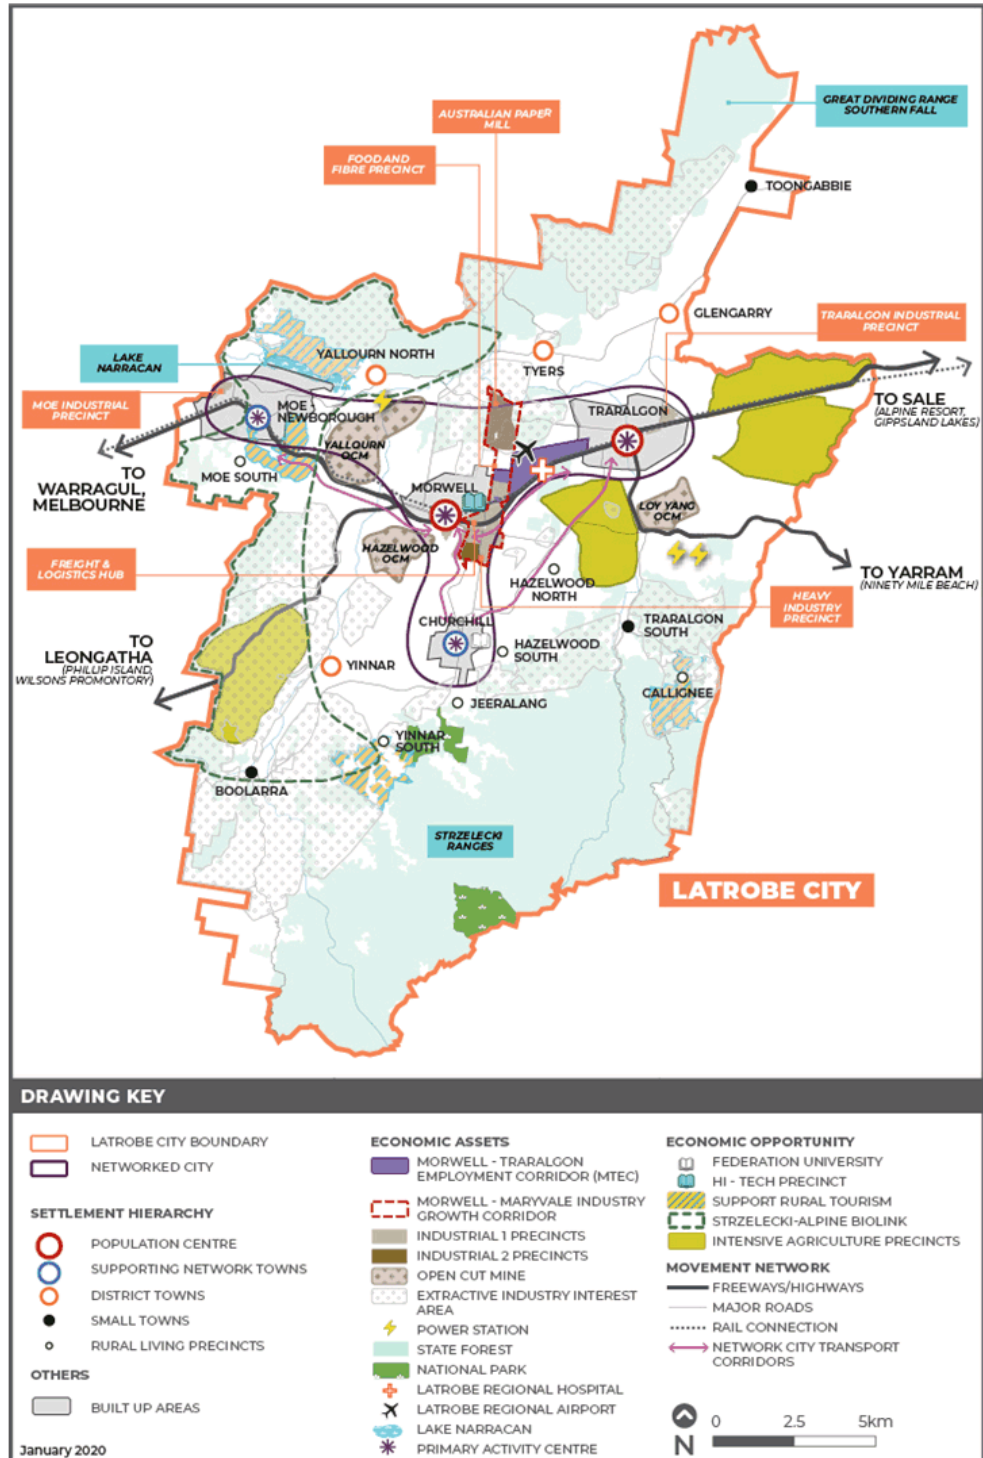 GREAT DIVIDING RANGE
SOUTHERN FALL
AUSTRALIAN PAPER
MILL
FOOD AND
FIBRE PRECINCT
TOONGABBIE
GLENGARRY
TRARALGON INDUSTRIAL
PRECINCT
LAKE
NARRACAN
YALLOURN NORTH
TYERS
MOE INDUSTRIAL
PRECINCT
MOE -
NEWBOROUGH
TRARALGON
TO SALE
(ALPINE RESORT,
GIPPSLAND LAKES)
YALLOURN
OCM
MOE SOUTH
TO
WARRAGUL,
MELBOURNE
MORWELL
LOY YANG
OCM
HAZELWOOD
OCM
FREIGHT &
LOGISTICS HUB
HAZELWOOD
NORTH
TO YARRAM
(NINETY MILE BEACH)
HEAVY
INDUSTRY
PRECINCT
CHURCHILL
TRARALGON
SOUTH
TO
LEONGATHA
(PHILLIP ISLAND,
WILSONS PROMONTORY)
HAZELWOOD
SOUTH
YINNAR
CALLIGNEE
JEERALANG
YINNAR
SOUTH
BOOLARRA
STRZELECKI
RANGES
LATROBE CITY
DRAWING KEY
LATROBE CITY BOUNDARY
NETWORKED CITY
SETTLEMENT HIERARCHY
POPULATION CENTRE
SUPPORTING NETWORK TOWNS
DISTRICT TOWNS
SMALL TOWNS
RURAL LIVING PRECINCTS
OTHERS
BUILT UP AREAS
January 2020
ECONOMIC ASSETS
MORWELL - TRARALGON
EMPLOYMENT CORRIDOR (MTEC)
MORWELL - MARYVALE INDUSTRY
GROWTH CORRIDOR
INDUSTRIAL 1 PRECINCTS
INDUSTRIAL 2 PRECINCTS
OPEN CUT MINE
EXTRACTIVE INDUSTRY INTEREST
AREA
POWER STATION
STATE FOREST
NATIONAL PARK
LATROBE REGIONAL HOSPITAL
LATROBE REGIONAL AIRPORT
LAKE NARRACAN
PRIMARY ACTIVITY CENTRE
ECONOMIC OPPORTUNITY
FEDERATION UNIVERSITY
HI - TECH PRECINCT
SUPPORT RURAL TOURISM
STRZELECKI-ALPINE BIOLINK
INTENSIVE AGRICULTURE PRECINCTS
MOVEMENT NETWORK
FREEWAYS/HIGHWAYS
MAJOR ROADS
RAIL CONNECTION
NETWORK CITY TRANSPORT
CORRIDORS
N
0 2.5 5km